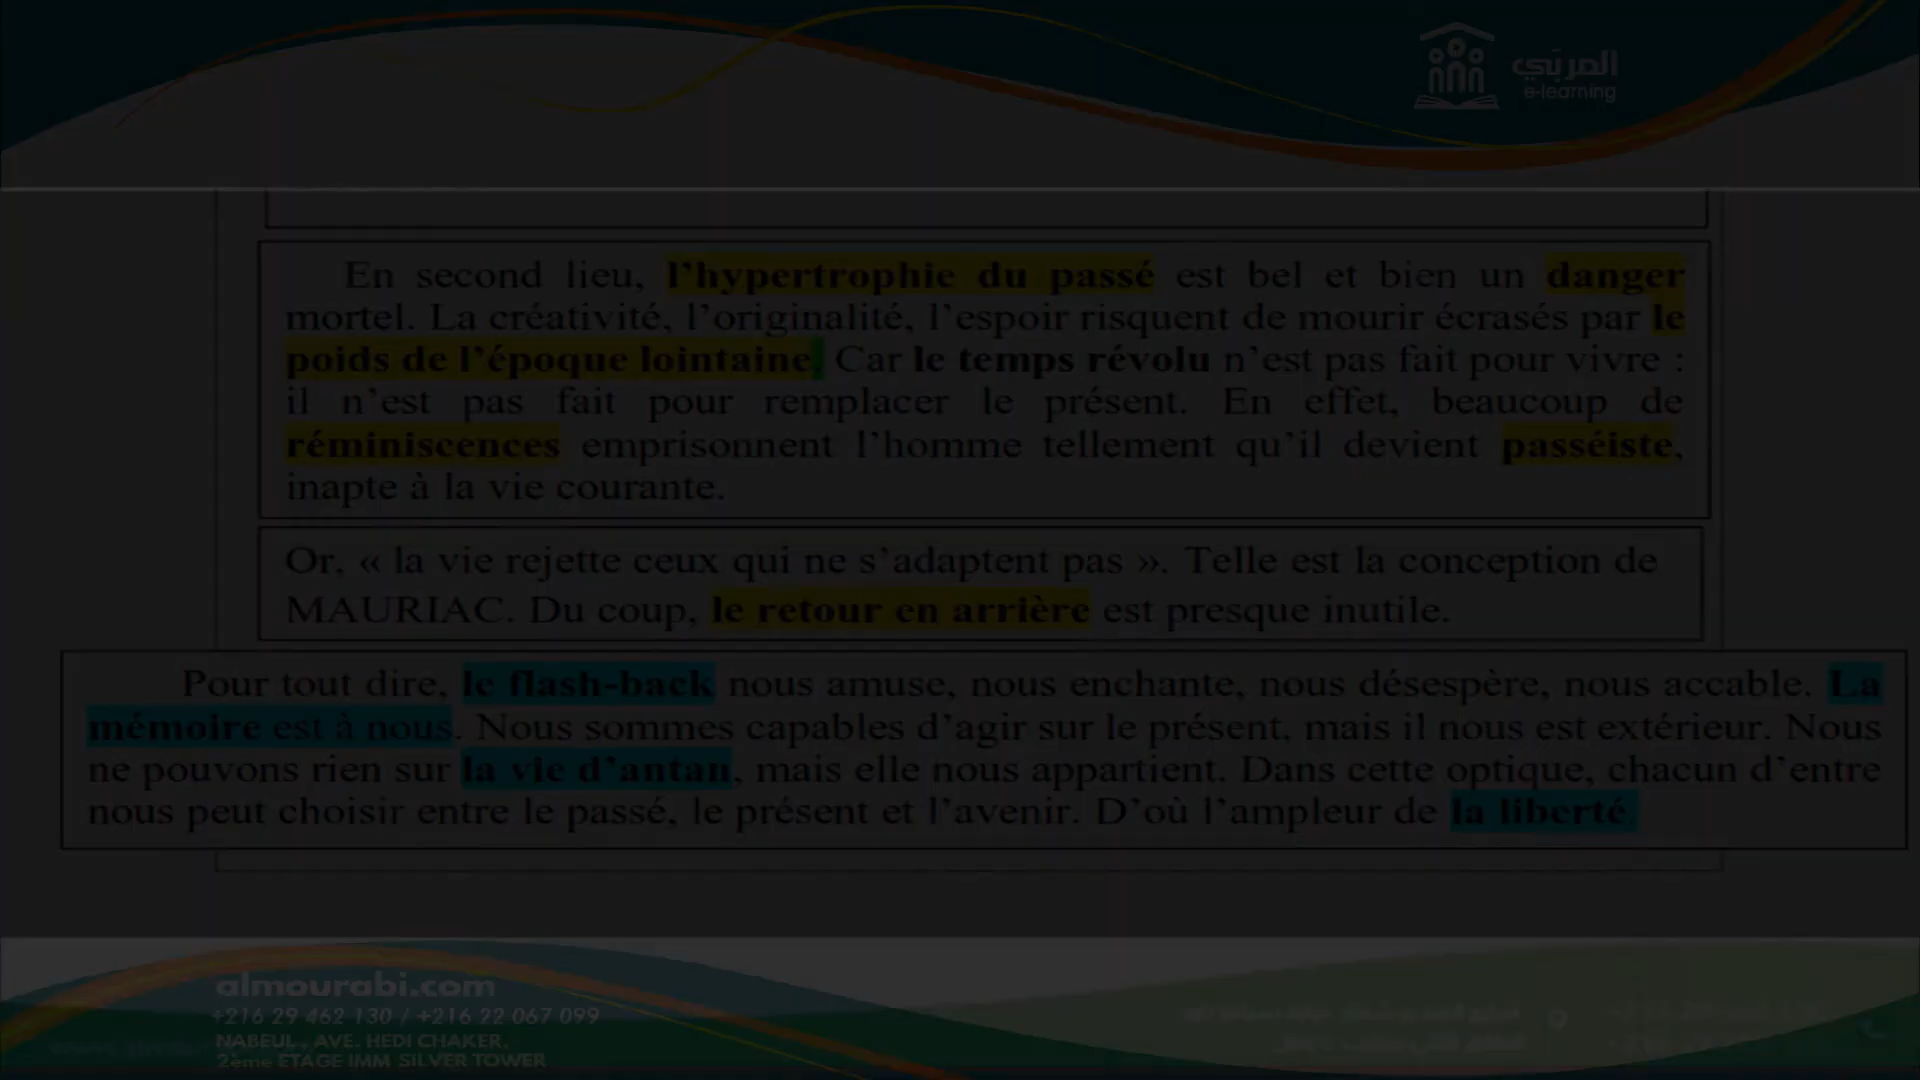 المربّي
e-learning
En second lieu, l’hypertrophie du passé est bel et bien un danger
mortel. La créativité, l’originalité, l’espoir risquent de mourir écrasés par le
poids de l’époque lointaine. Car le temps révolu n’est pas fait pour vivre :
il n’est pas fait pour remplacer le présent. En effet, beaucoup de
réminiscences emprisonnent l’homme tellement qu’il devient passéiste,
inapte à la vie courante.
Or, « la vie rejette ceux qui ne s’adaptent pas ». Telle est la conception de
MAURIAC. Du coup, le retour en arrière est presque inutile.
Pour tout dire, le flash-back nous amuse, nous enchante, nous désespère, nous accable. La
mémoire est à nous. Nous sommes capables d’agir sur le présent, mais il nous est extérieur. Nous
ne pouvons rien sur la vie d’antan, mais elle nous appartient. Dans cette optique, chacun d’entre
nous peut choisir entre le passé, le présent et l’avenir. D’où l’ampleur de la liberté
almourabi.com
+216 29 462 130 / +216 22 067 099
NABEUL, AVE. HEDI CHAKER,
2ème ETAGE IMM SILVER TOWER